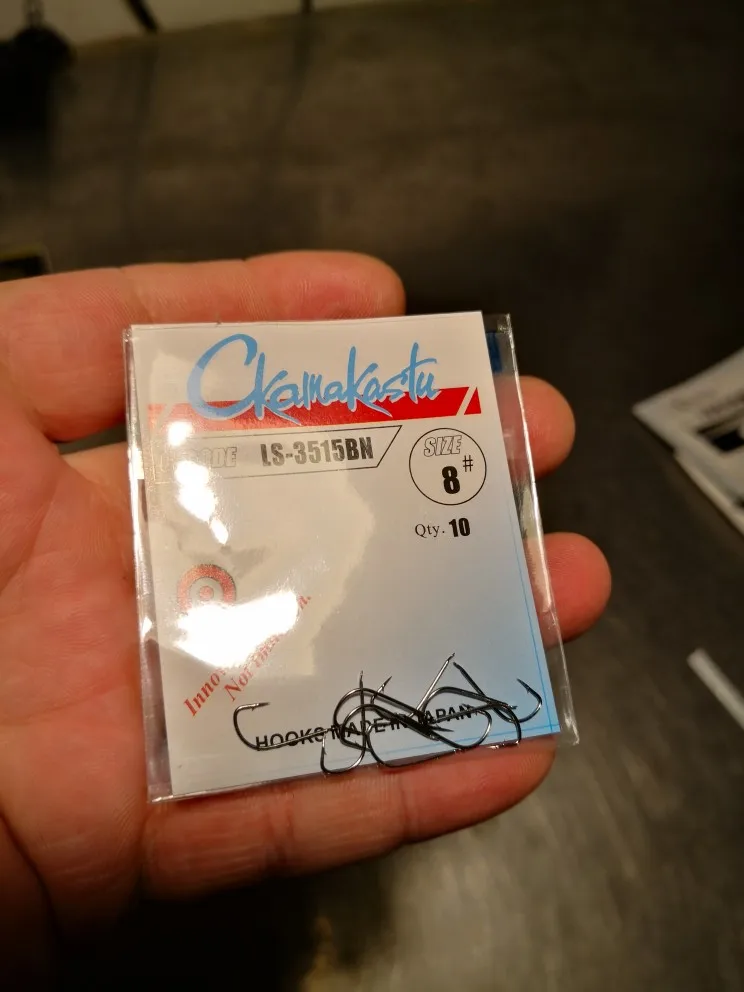 Ckamakastu
LS-3515BN
SIZE
8#
Qty. 10
HOOKS MADE IN JAPAN